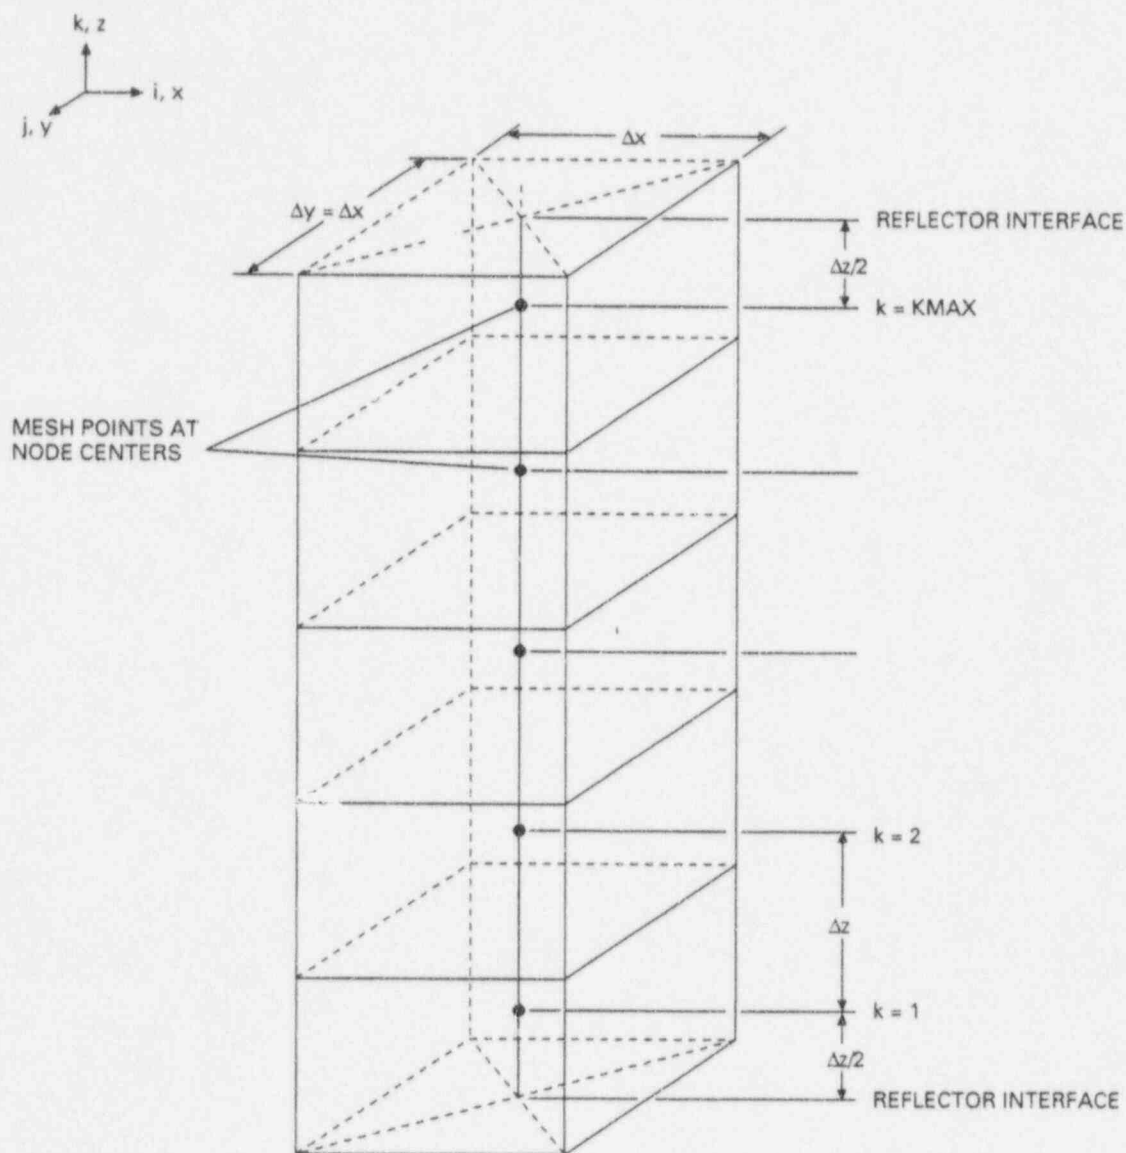 k, z
i, x
j, y
Δx
Δy = Δx
REFLECTOR INTERFACE
Δz/2
k = KMAX
MESH POINTS AT
NODE CENTERS
k = 2
Δz
k = 1
Δz/2
REFLECTOR INTERFACE